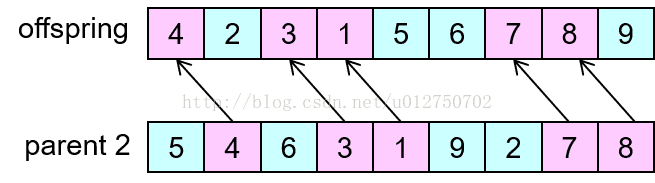 offspring 4 2 3 1 5 6 7 8 9
http://blog.csdn.net/u012750702
parent 2 5 4 6 3 1 9 2 7 8